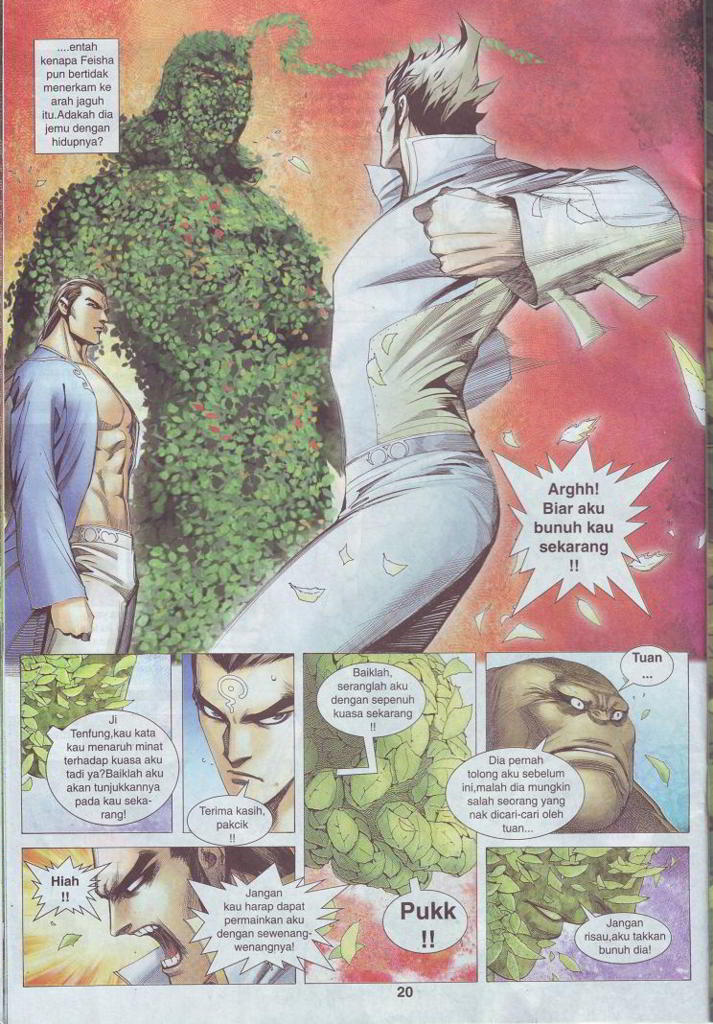 ....entah
kenapa Feisha
pun bertidak
menerkam ke
arah jaguh
itu.Adakah dia
jemu dengan
hidupnya?
Arghh!
Biar aku
bunuh kau
sekarang
!!
Ji
Tenfung,kau kata
kau menaruh minat
terhadap kuasa aku
tadi ya?Baiklah aku
akan tunjukkannya
pada kau seka-
rang!
Terima kasih,
pakcik
!!
Baiklah,
seranglah aku
dengan sepenuh
kuasa sekarang
!!
Tuan
...
Dia pernah
tolong aku sebelum
ini,malah dia mungkin
salah seorang yang
nak dicari-cari oleh
tuan...
Hiah
!!
Jangan
kau harap dapat
permainkan aku
dengan sewenang-
wenangnya!
Pukk
!!
Jangan
risau,aku takkan
bunuh dia!
20